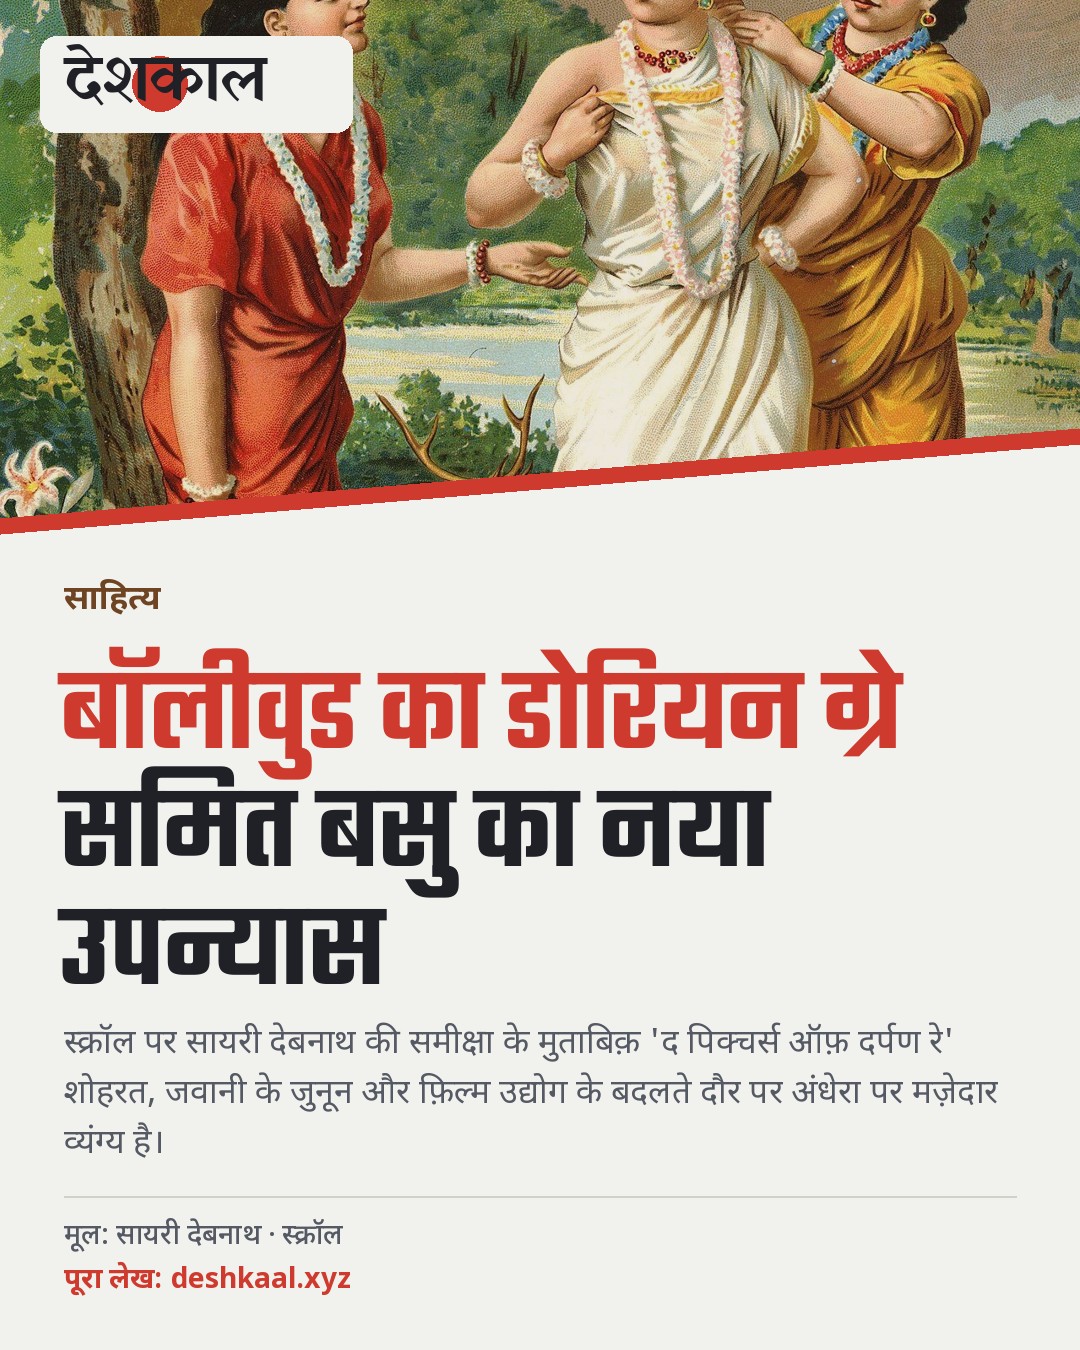 देशकाल
साहित्य
बॉलीवुड का डोरियन ग्रे
समित बसु का नया
उपन्यास
स्क्रॉल पर सायरी देबनाथ की समीक्षा के मुताबिक़ 'द पिक्चर्स ऑफ़ दर्पण रे'
शोहरत, जवानी के जुनून और फ़िल्म उद्योग के बदलते दौर पर अंधेरा पर मज़ेदार
व्यंग्य है।
मूल: सायरी देबनाथ · स्क्रॉल
पूरा लेख: deshkaal.xyz